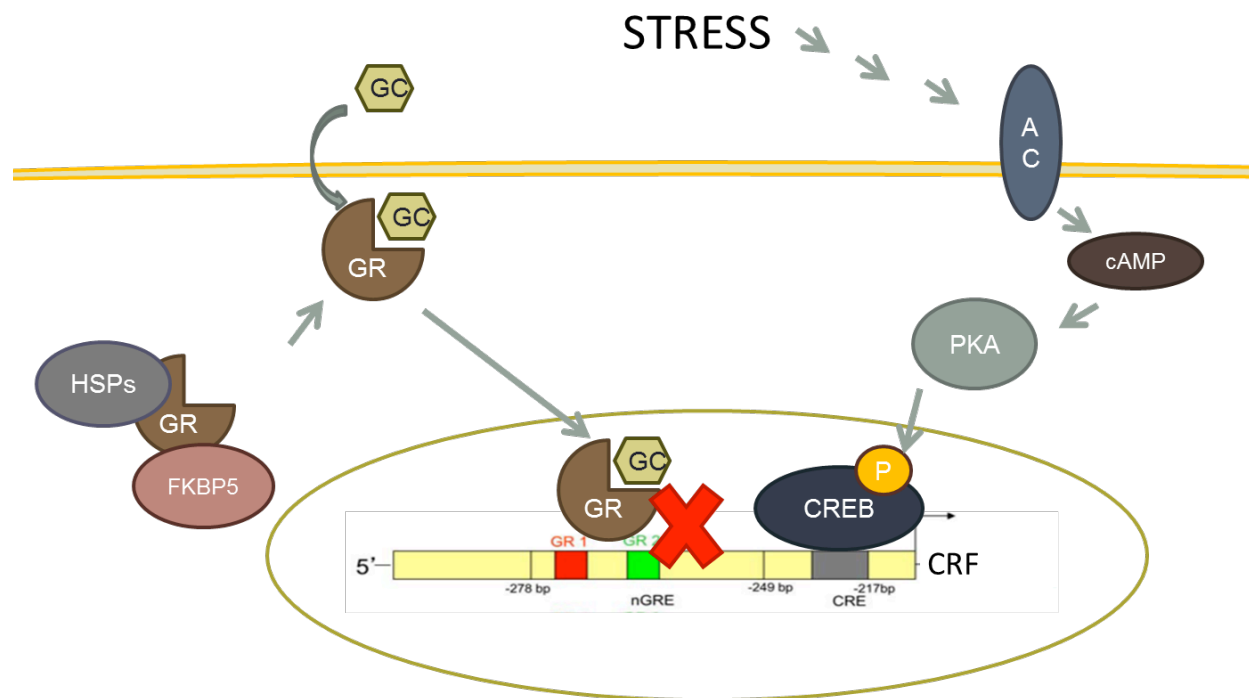 STRESS
GC
A
C
GC
GR
cAMP
PKA
HSPs
GR
FKBP5
GC
P
GR
CREB
GR 1
GR 2
5'
CRF
-278 bp
nGRE
-249 bp
CRE
-217bp